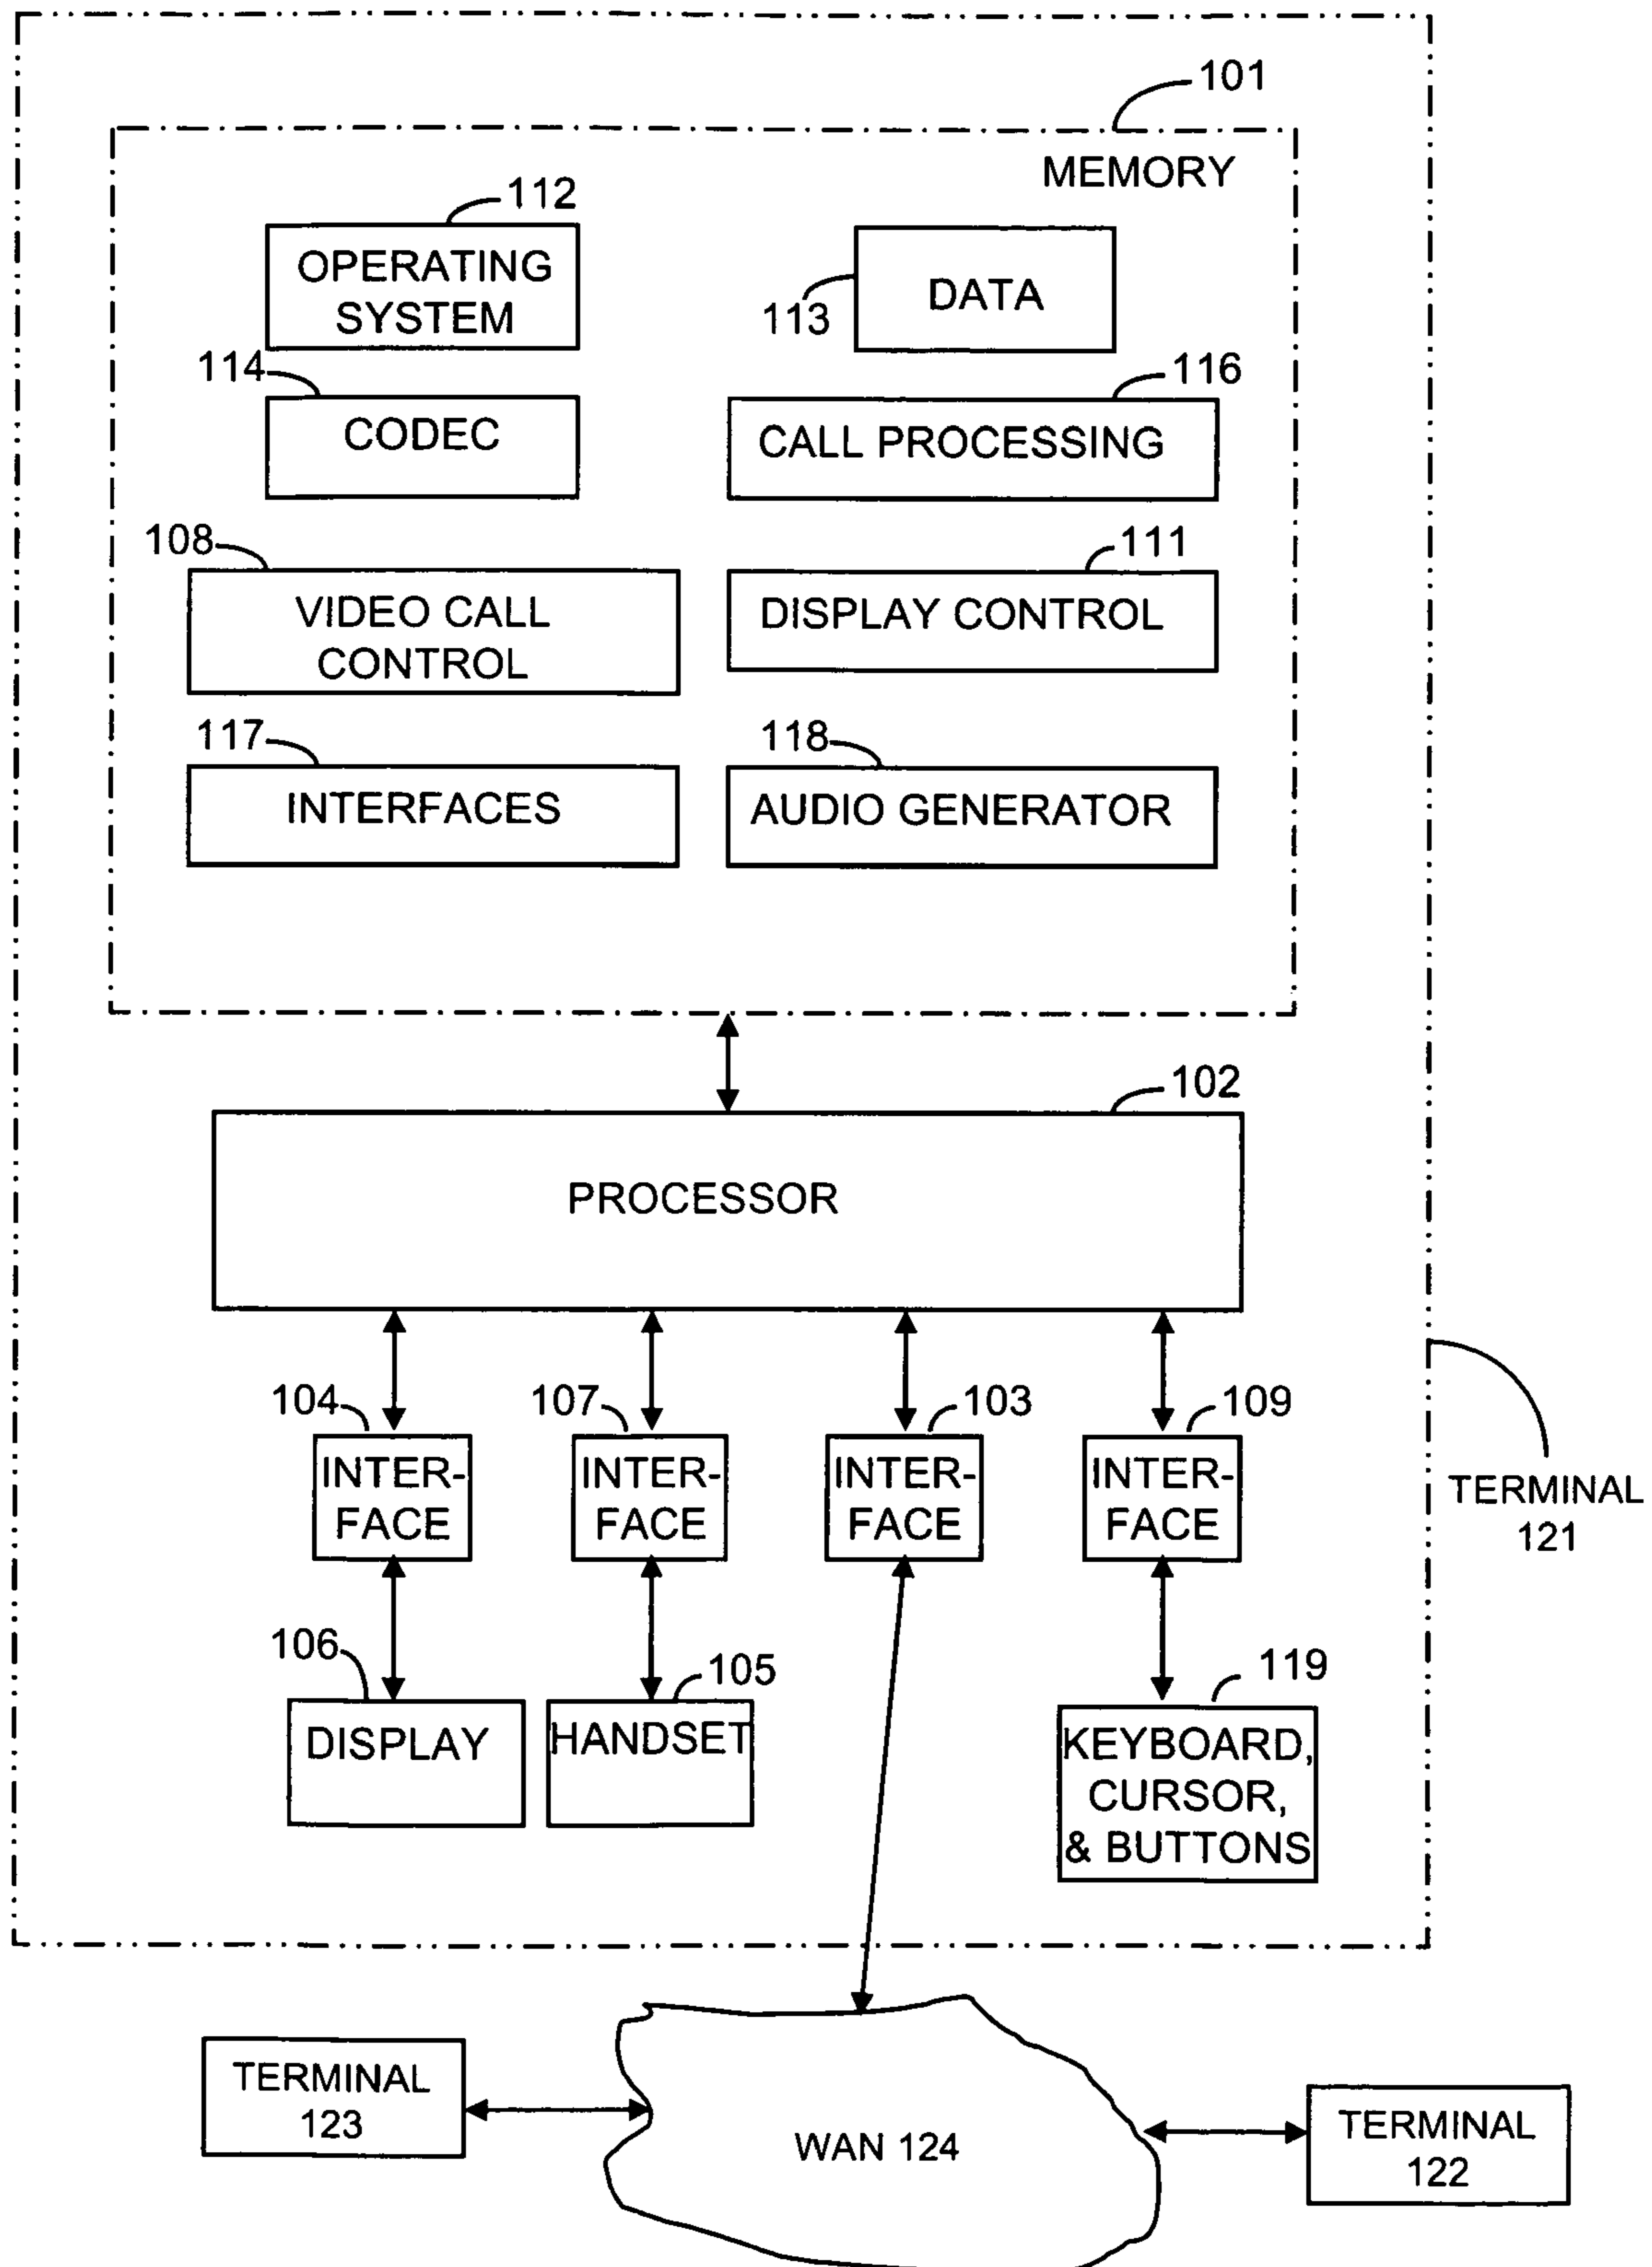 101
MEMORY
112
OPERATING
SYSTEM
113
DATA
114
CODEC
116
CALL PROCESSING
108
VIDEO CALL
CONTROL
111
DISPLAY CONTROL
117
INTERFACES
118
AUDIO GENERATOR
102
PROCESSOR
104
INTER-
FACE
107
INTER-
FACE
103
INTER-
FACE
109
INTER-
FACE
TERMINAL
121
106
DISPLAY
105
HANDSET
119
KEYBOARD,
CURSOR,
& BUTTONS
TERMINAL
123
WAN 124
TERMINAL
122